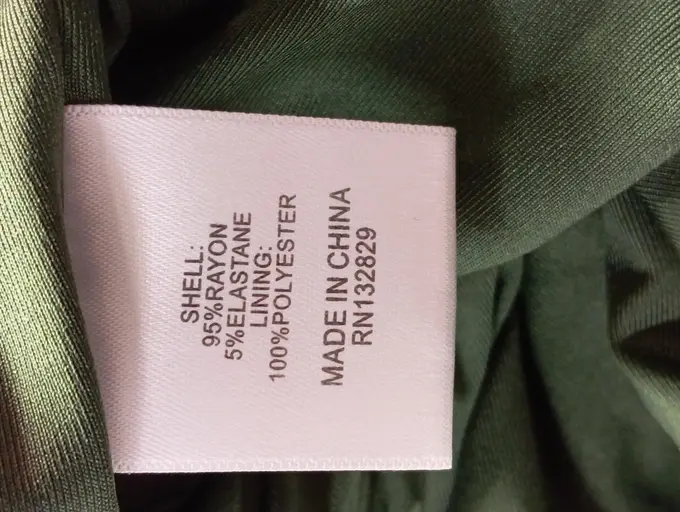 SHELL:
95%RAYON
5%ELASTANE
LINING:
100%POLYESTER
MADE IN CHINA
RN132829